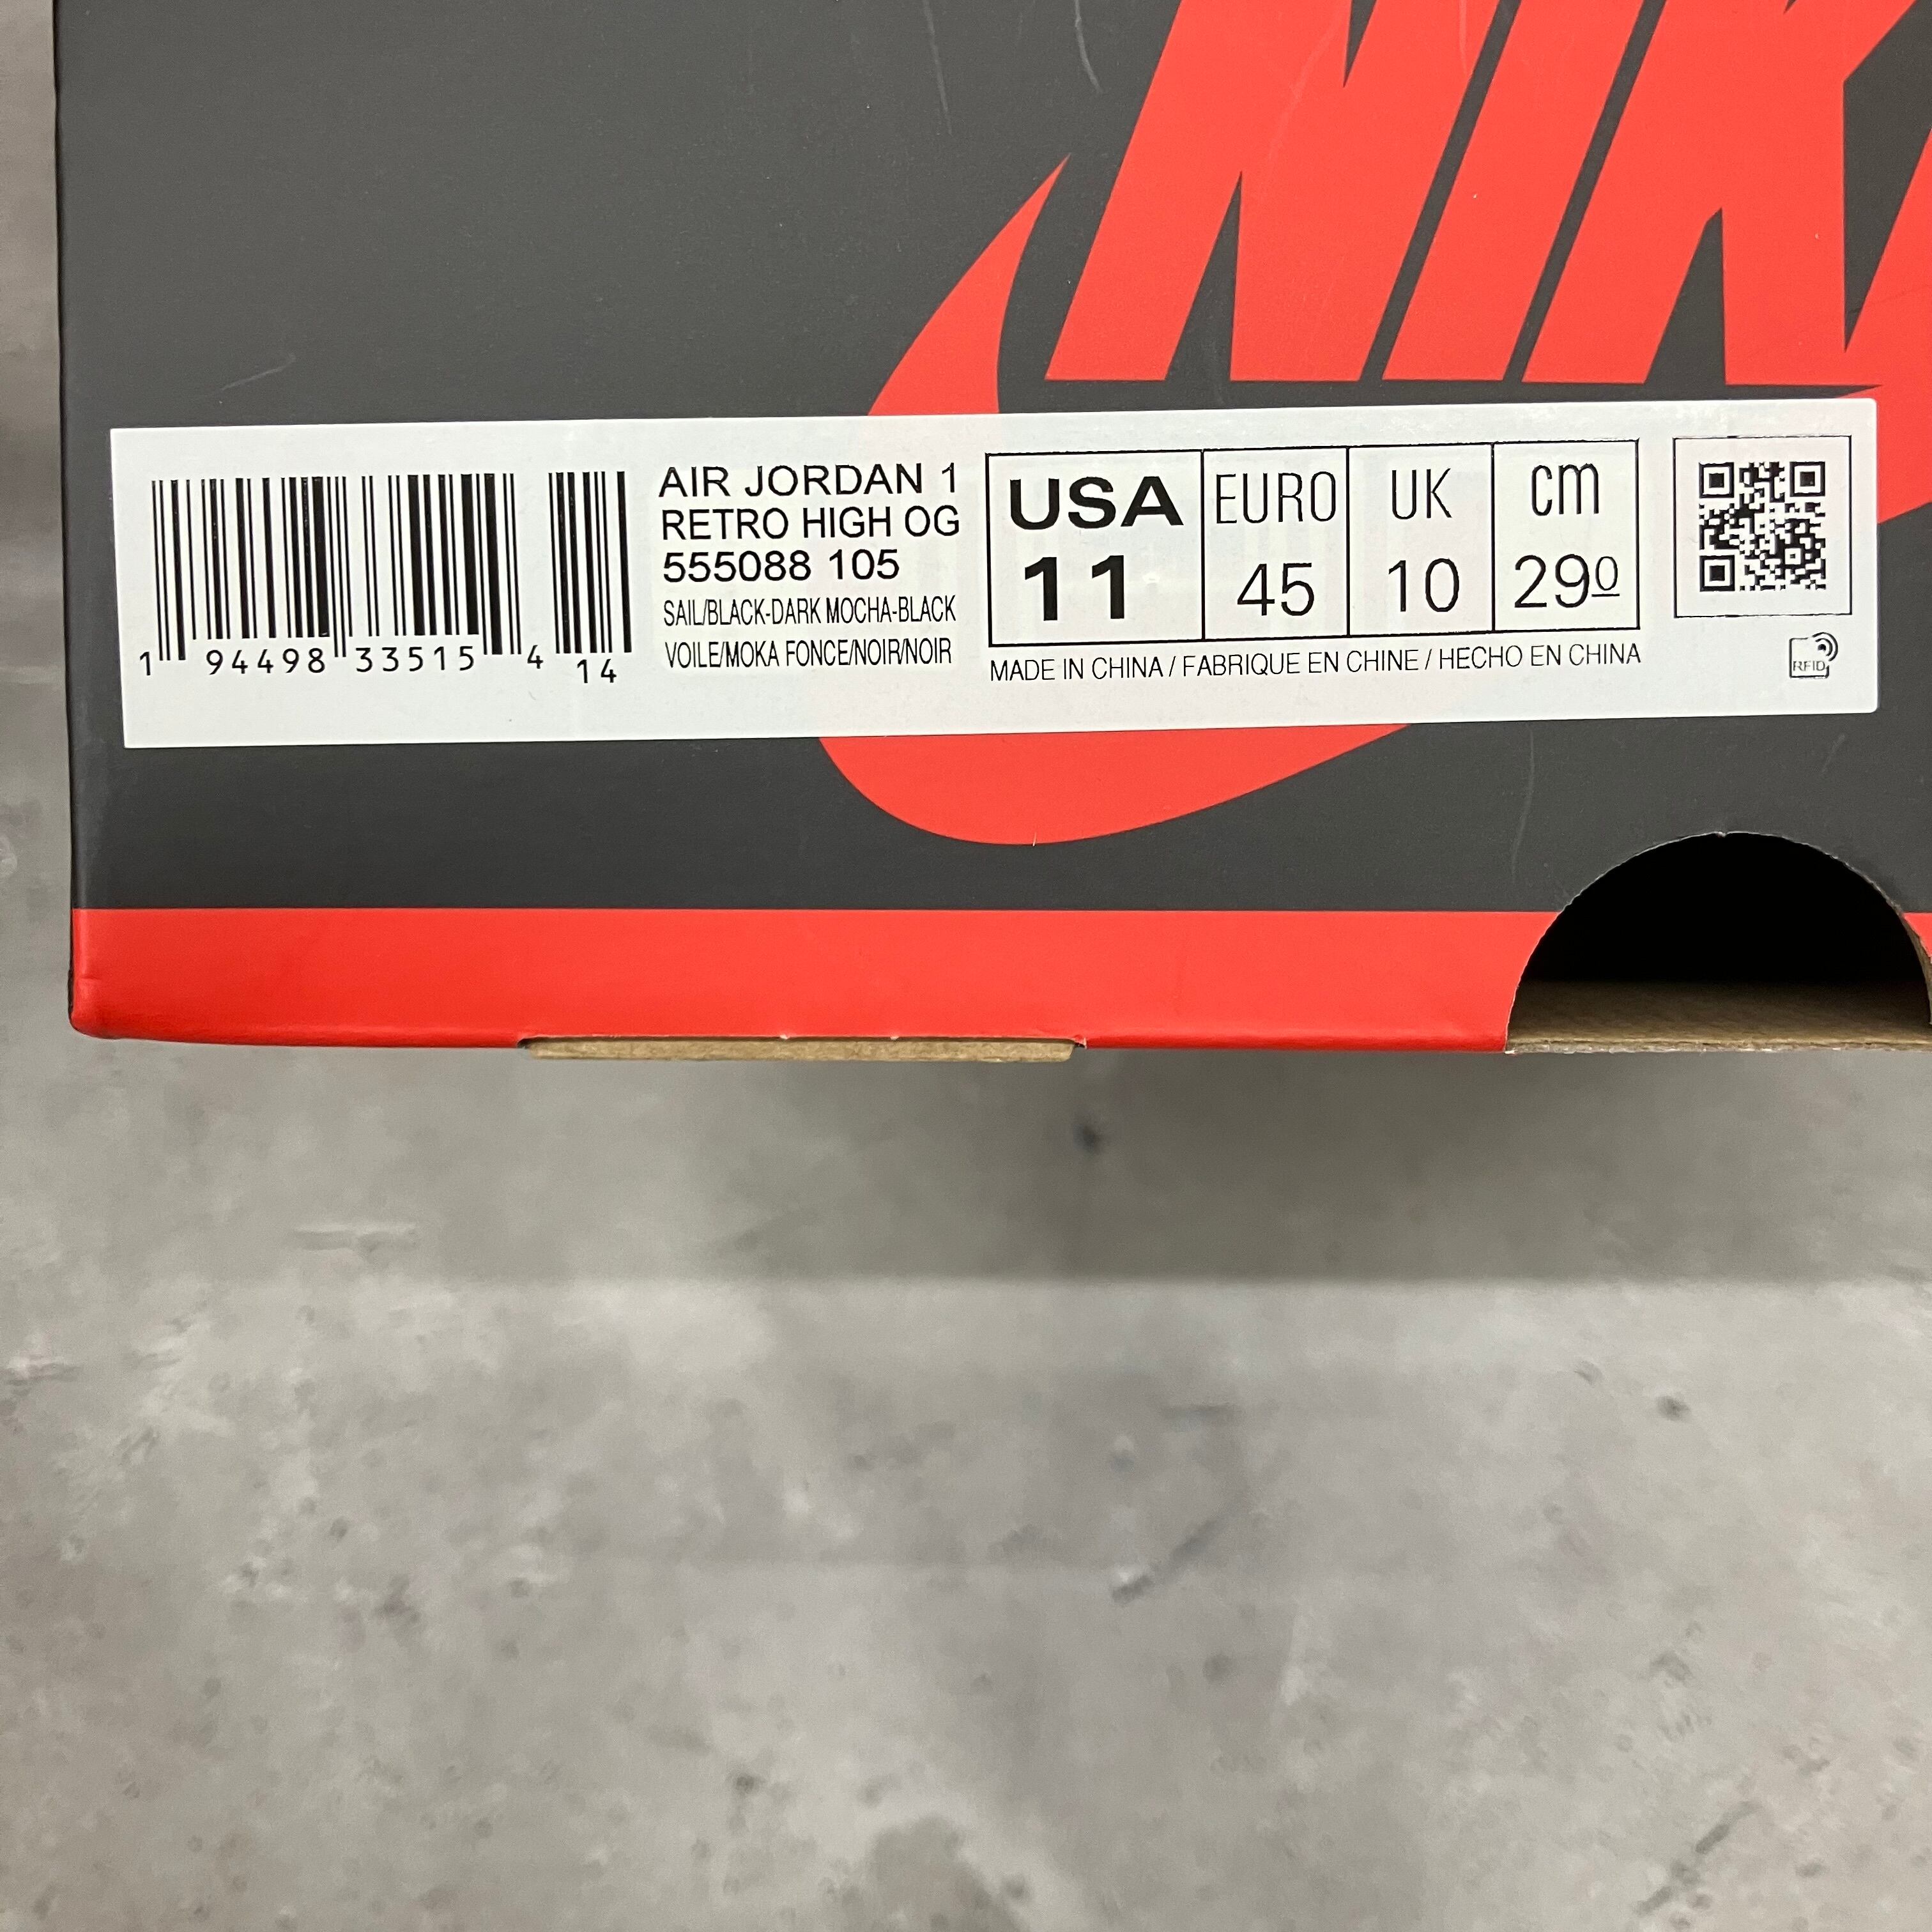 NIK
AIR JORDAN 1
RETRO HIGH OG
555088 105
SAIL/BLACK-DARK MOCHA-BLACK
VOILE/MOKA FONCE/NOIR/NOIR
1 94498 33515 4 14
USA EURO UK cm
11 45 10 290
MADE IN CHINA / FABRIQUE EN CHINE / HECHO EN CHINA
RFID